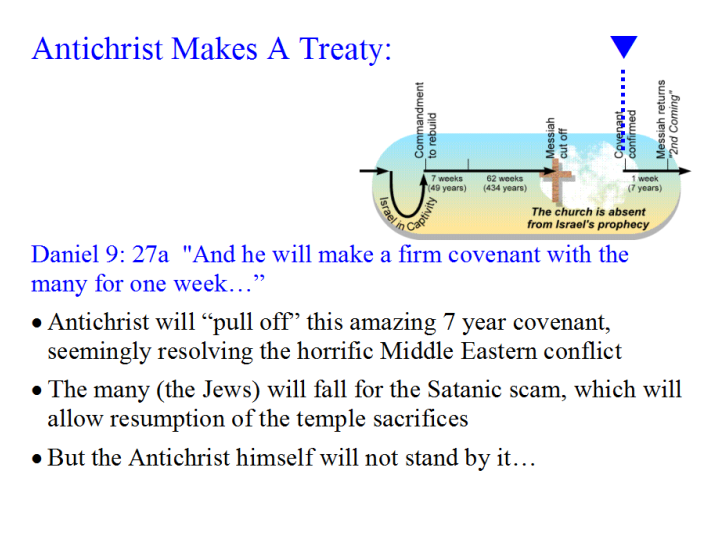 Antichrist Makes A Treaty:
Commandment
to rebuild
Messiah
cut off
Covenant
confirmed
Messiah returns
"2nd Coming"
7 weeks
(49 years)
62 weeks
(434 years)
1 week
(7 years)
Israel in Captivity
The church is absent
from Israel's prophecy
Daniel 9: 27a  "And he will make a firm covenant with the
many for one week…”
• Antichrist will “pull off” this amazing 7 year covenant,
seemingly resolving the horrific Middle Eastern conflict
• The many (the Jews) will fall for the Satanic scam, which will
allow resumption of the temple sacrifices
• But the Antichrist himself will not stand by it…